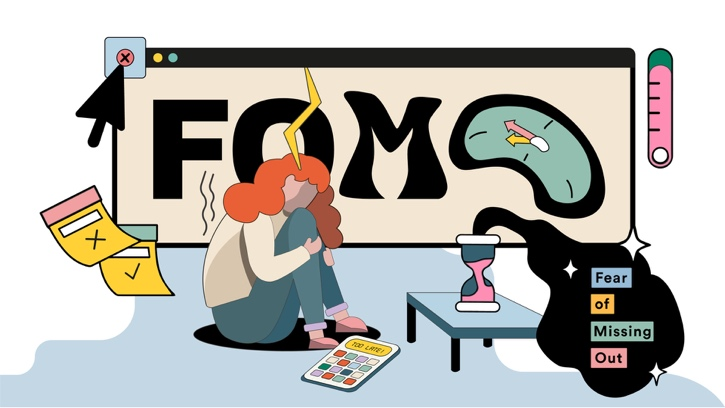 FOMO
TOO LATE!
Fear
of
Missing
Out